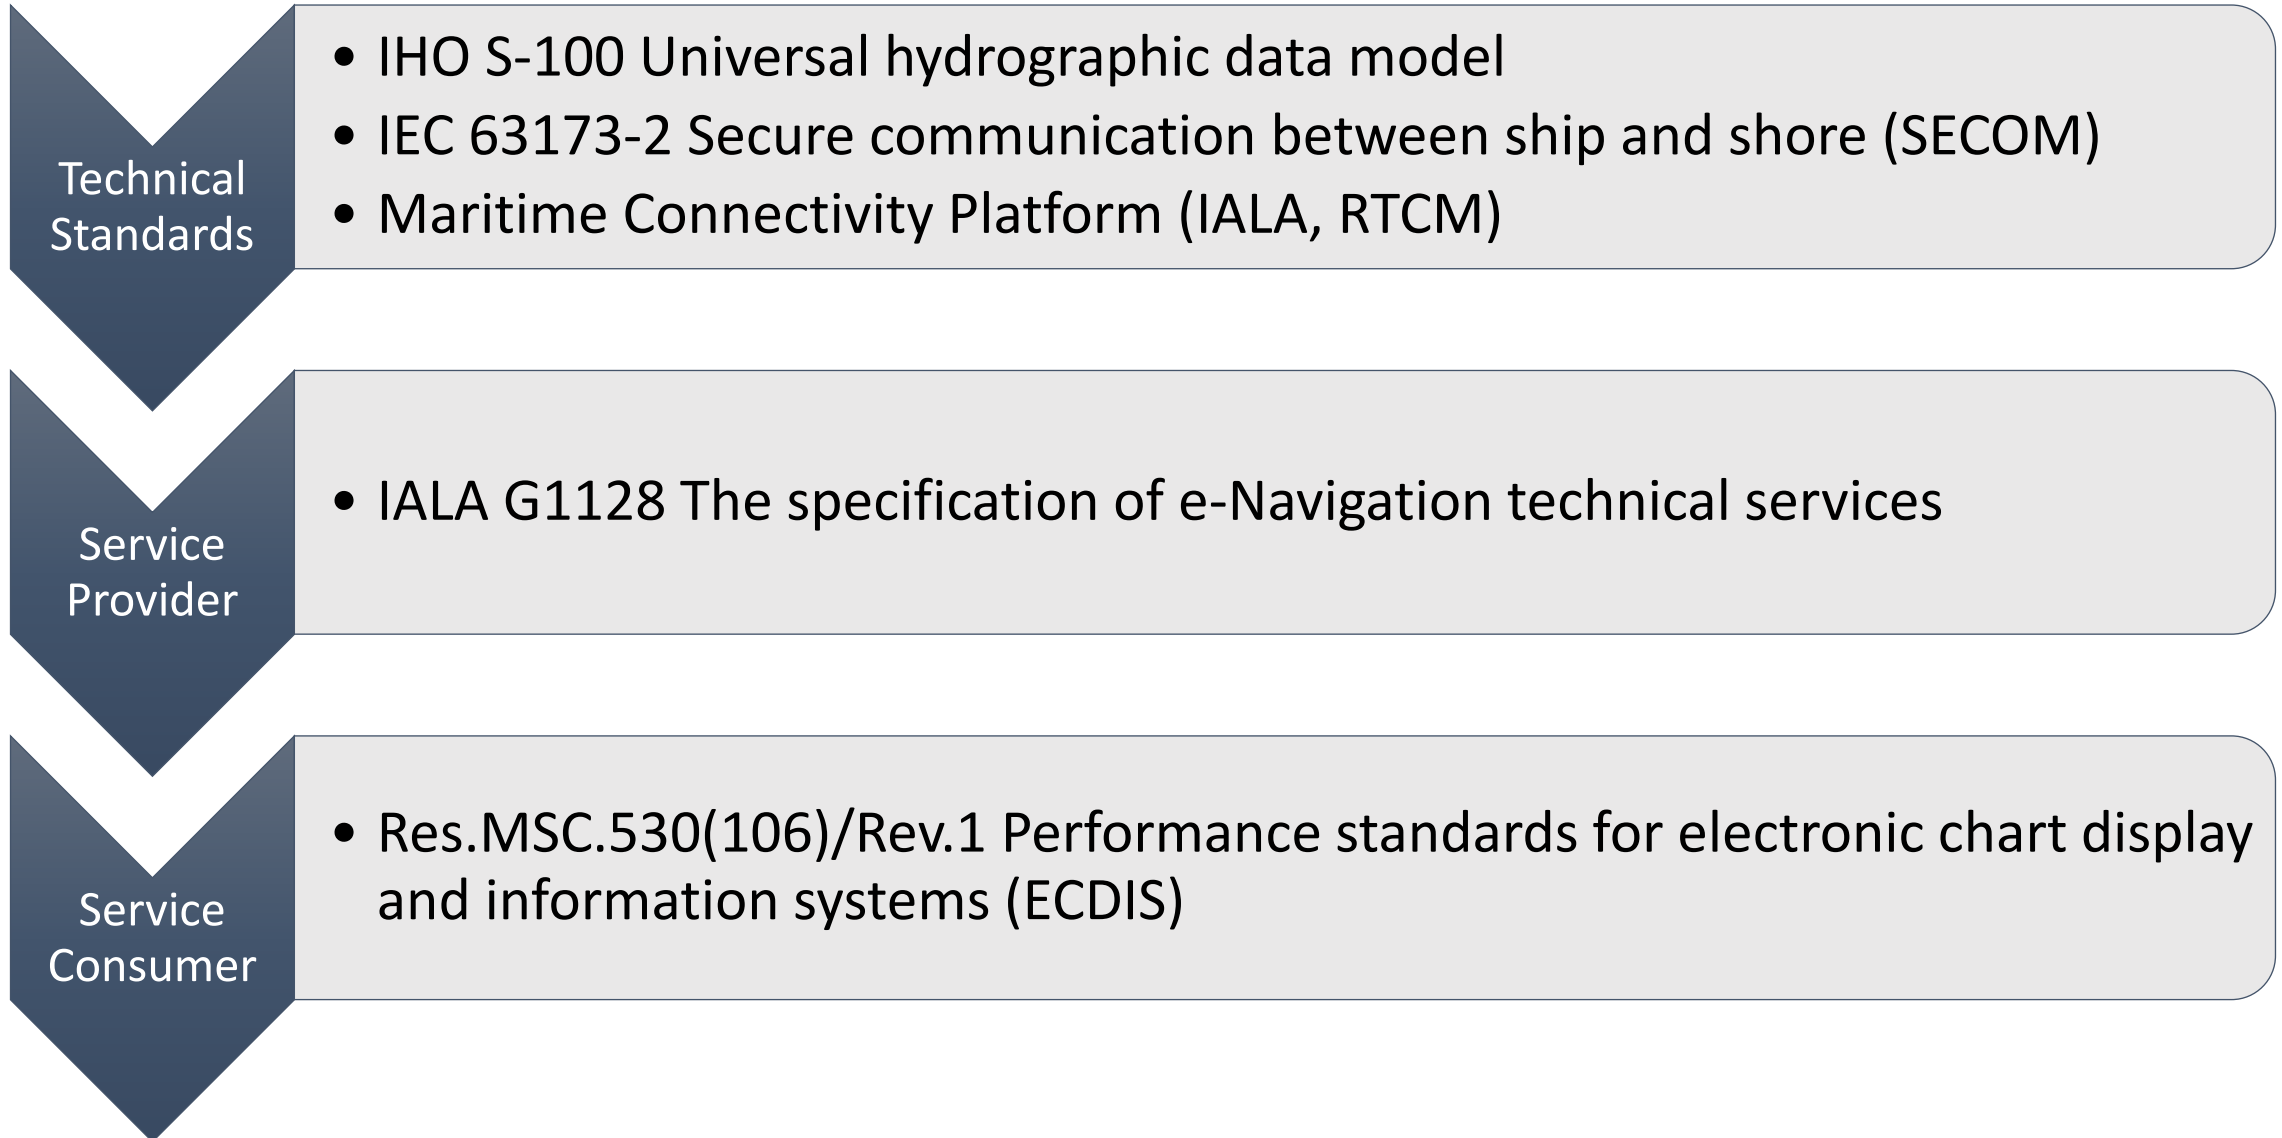 Technical
Standards
• IHO S-100 Universal hydrographic data model
• IEC 63173-2 Secure communication between ship and shore (SECOM)
• Maritime Connectivity Platform (IALA, RTCM)
Service
Provider
• IALA G1128 The specification of e-Navigation technical services
Service
Consumer
• Res.MSC.530(106)/Rev.1 Performance standards for electronic chart display
and information systems (ECDIS)